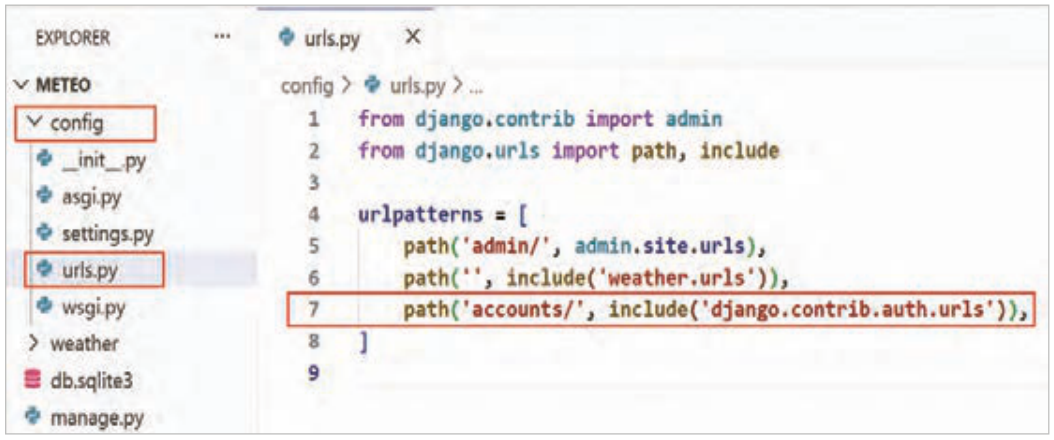 EXPLORER ...
METEO
config
__init__.py
asgi.py
settings.py
urls.py
wsgi.py
weather
db.sqlite3
manage.py
urls.py ×
config > urls.py > ...
1 from django.contrib import admin
2 from django.urls import path, include
3
4 urlpatterns = [
5 path('admin/', admin.site.urls),
6 path('', include('weather.urls')),
7 path('accounts/', include('django.contrib.auth.urls')),
8 ]
9